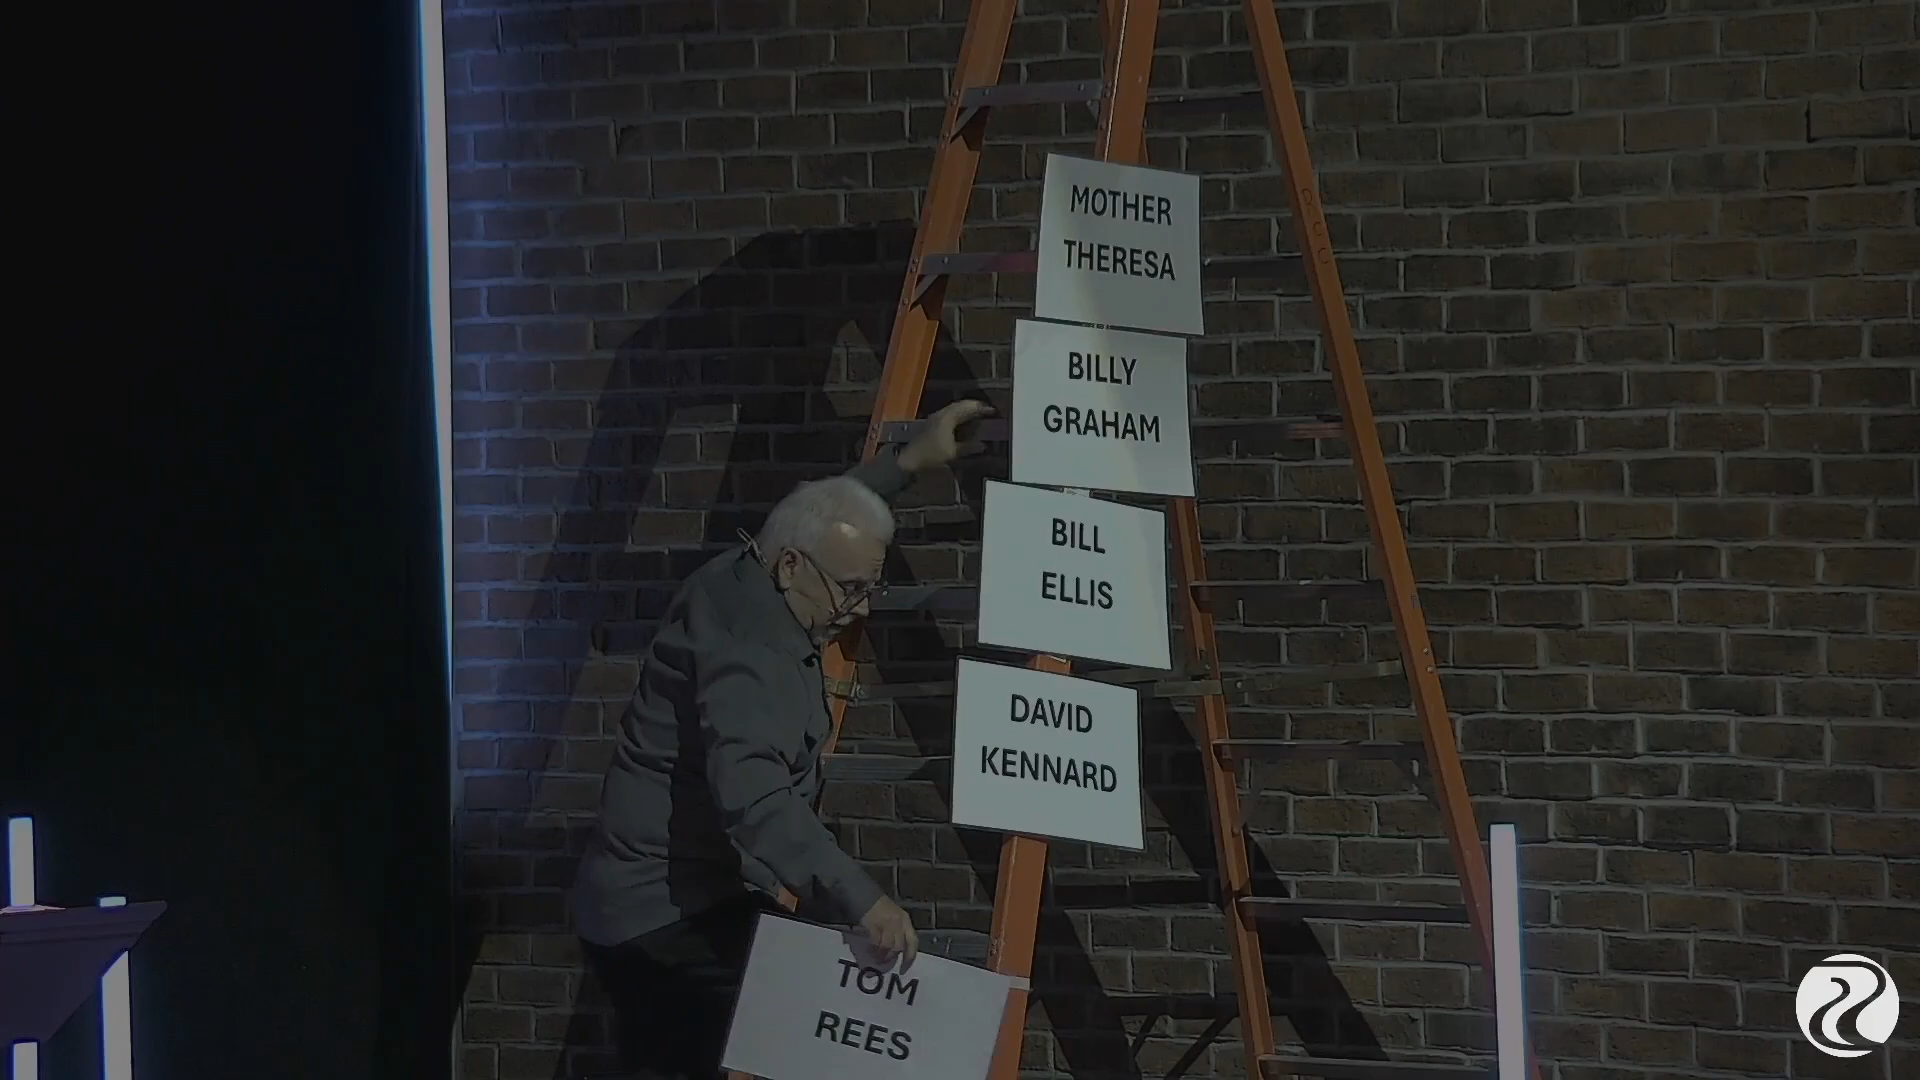 MOTHER
THERESA
BILLY
GRAHAM
BILL
ELLIS
DAVID
KENNARD
TOM
REES